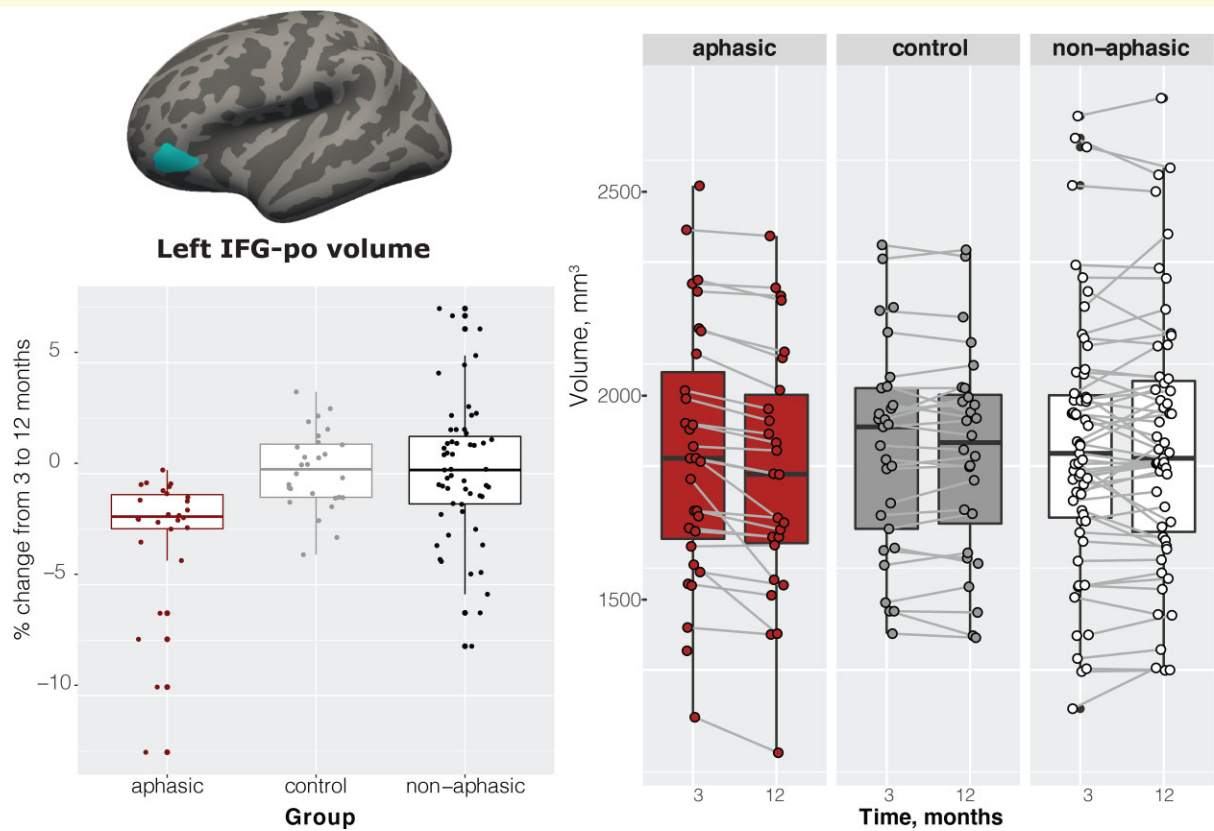 Left IFG-po volume
% change from 3 to 12 months
5
0
−5
−10
aphasic control non-aphasic
Group
aphasic control non–aphasic
Volume, mm³
2500
2000
1500
3 12 3 12 3 12
Time, months